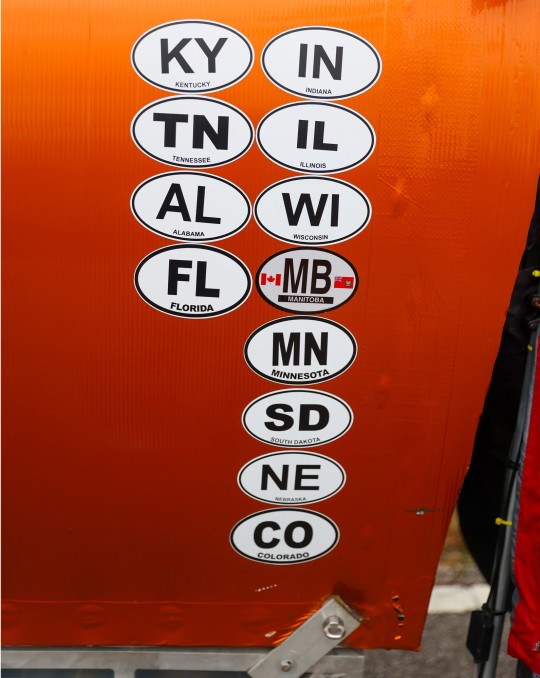 KY
KENTUCKY
TN
TENNESSEE
AL
ALABAMA
FL
FLORIDA
IN
INDIANA
IL
ILLINOIS
WI
WISCONSIN
MB
MANITOBA
MN
MINNESOTA
SD
SOUTH DAKOTA
NE
NEBRASKA
CO
COLORADO